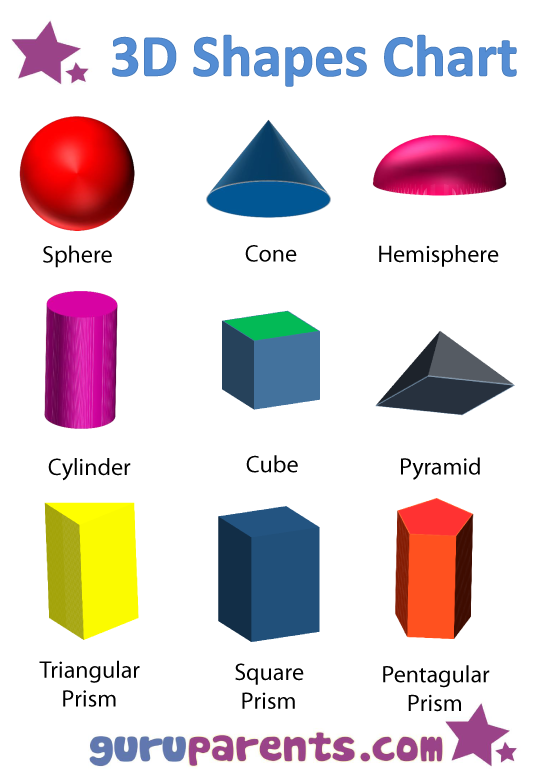 3D Shapes Chart
Sphere
Cone
Hemisphere
Cylinder
Cube
Pyramid
Triangular
Prism
Square
Prism
Pentagular
Prism
guruparents.com